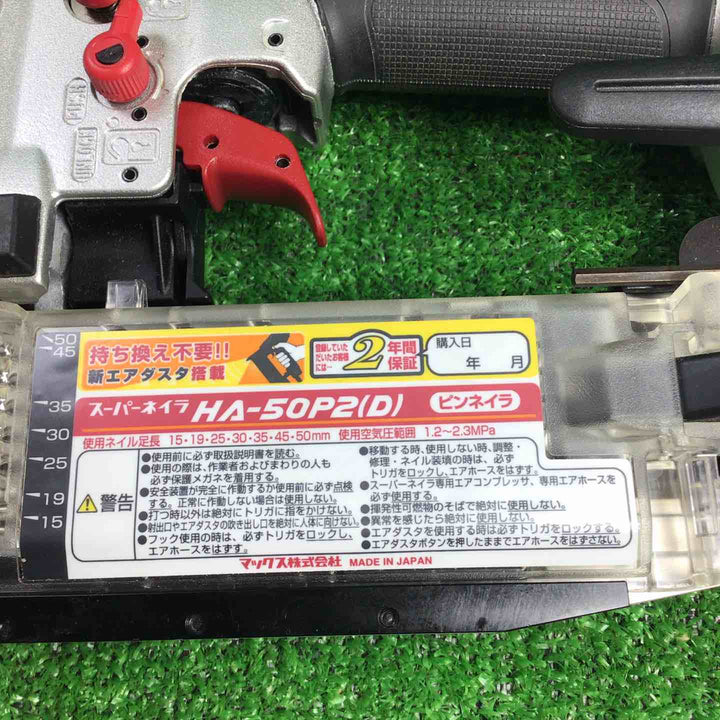 PUSH
UNLOCK
50
45
35
30
25
19
15
持ち換え不要!!
新エアダスタ搭載
登録していた
だいたお客様
には…
2年間
保証
購入日
年 月
スーパーネイラ HA-50P2(D) ピンネイラ
使用ネイル足長 15・19・25・30・35・45・50mm 使用空気圧範囲 1.2〜2.3MPa
警告
●使用前に必ず取扱説明書を読む。
●使用の際は、作業者およびまわりの人も
必ず保護メガネを着用する。
●安全装置が完全に作動するか使用前に必ず点検
する。正常に作動しない場合は使用しない。
●打つ時以外は絶対にトリガに指をかけない。
●射出口やエアダスタの吹き出し口を絶対に人体に向けない。
●フック使用の時は、必ずトリガをロックし、
エアホースをはずす。
●移動する時、使用しない時、調整・
修理・ネイル装填の時は、必ず
トリガをロックし、エアホースをはずす。
●スーパーネイラ専用エアコンプレッサ、専用エアホースを
必ず使用する。
●揮発性可燃物のそばで絶対に使用しない。
●異常を感じたら絶対に使用しない。
●エアダスタを使用する時は必ずトリガをロックする。
●エアダスタボタンを押したままでエアホースをはずさない。
マックス株式会社 MADE IN JAPAN